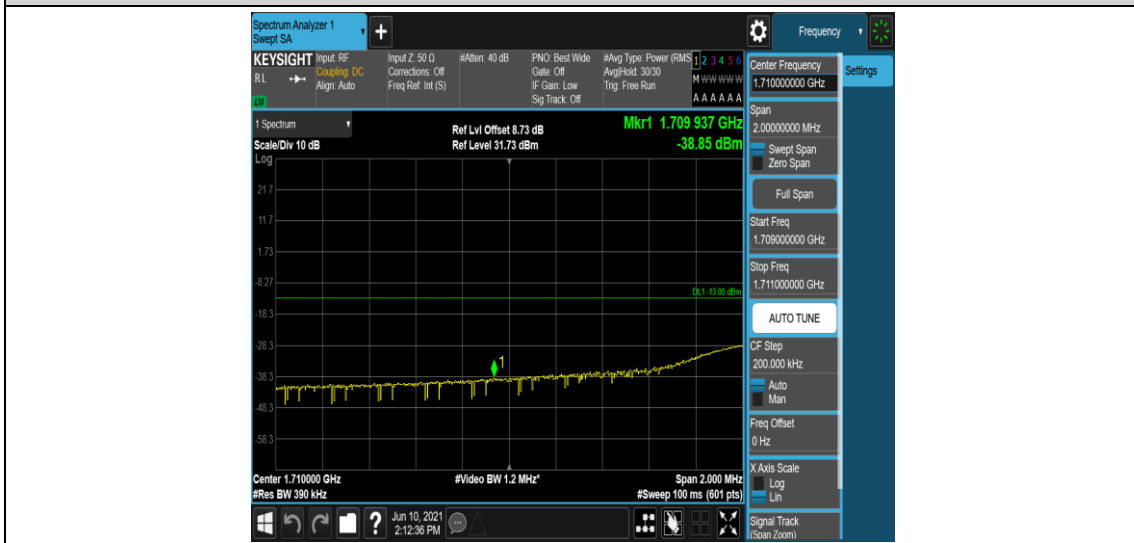 Spectrum Analyzer 1
Swept SA
+
Frequency
KEYSIGHT
RL
Input: RF
Coupling: DC
Align: Auto
Input Z: 50 Ω
Corrections: Off
Freq Ref: Int (S)
#Atten: 40 dB
PNO: Best Wide
Gate: Off
IF Gain: Low
Sig Track: Off
#Avg Type: Power (RMS
Avg|Hold: 30/30
Trig: Free Run
1 2 3 4 5 6
M W W W W W
A A A A A A
1 Spectrum
Scale/Div 10 dB
Ref Lvl Offset 8.73 dB
Ref Level 31.73 dBm
Mkr1 1.709 937 GHz
-38.85 dBm
Log
21.7
11.7
1.73
-8.27
-18.3
-28.3
-38.3
-48.3
-58.3
DL1 -13.00 dBm
1
Center 1.710000 GHz
#Res BW 390 kHz
#Video BW 1.2 MHz*
Span 2.000 MHz
#Sweep 100 ms (601 pts)
?
Jun 10, 2021
2:12:36 PM
Center Frequency
1.710000000 GHz
Settings
Span
2.00000000 MHz
Swept Span
Zero Span
Full Span
Start Freq
1.709000000 GHz
Stop Freq
1.711000000 GHz
AUTO TUNE
CF Step
200.000 kHz
Auto
Man
Freq Offset
0 Hz
X Axis Scale
Log
Lin
Signal Track
(Span Zoom)